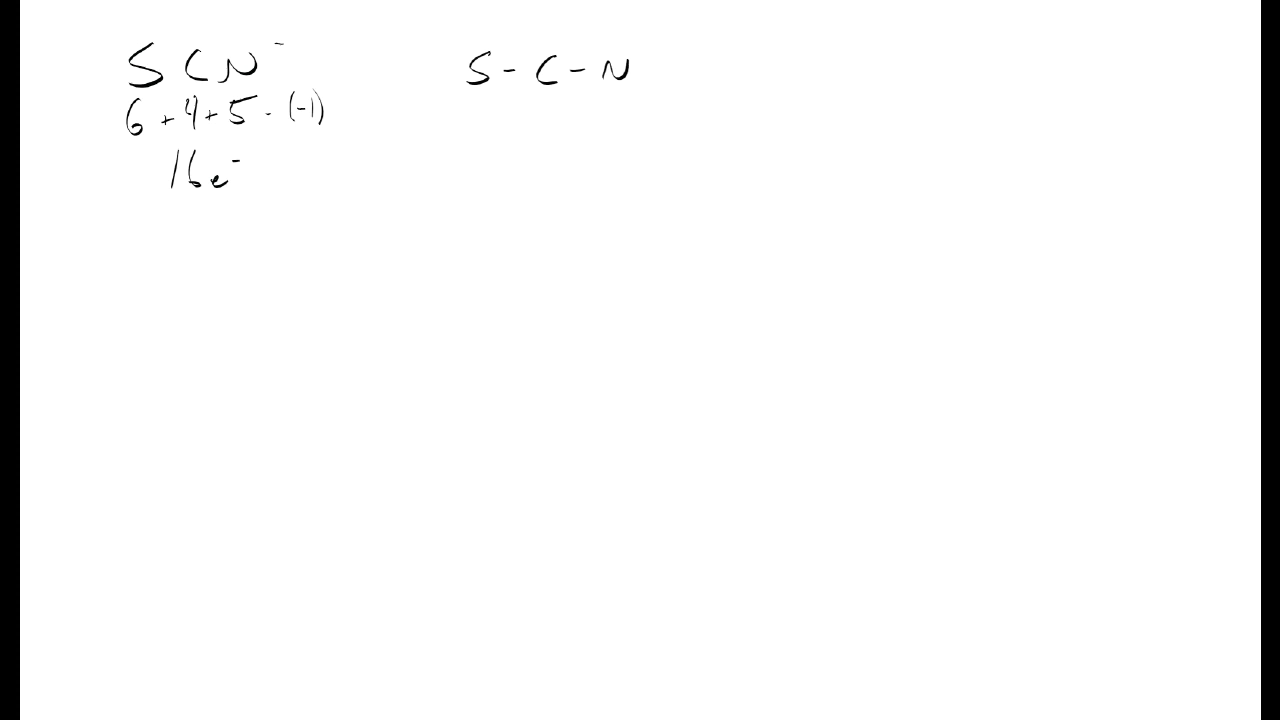 SCN⁻
S - C - N
6 + 4 + 5 - (-1)
16e⁻